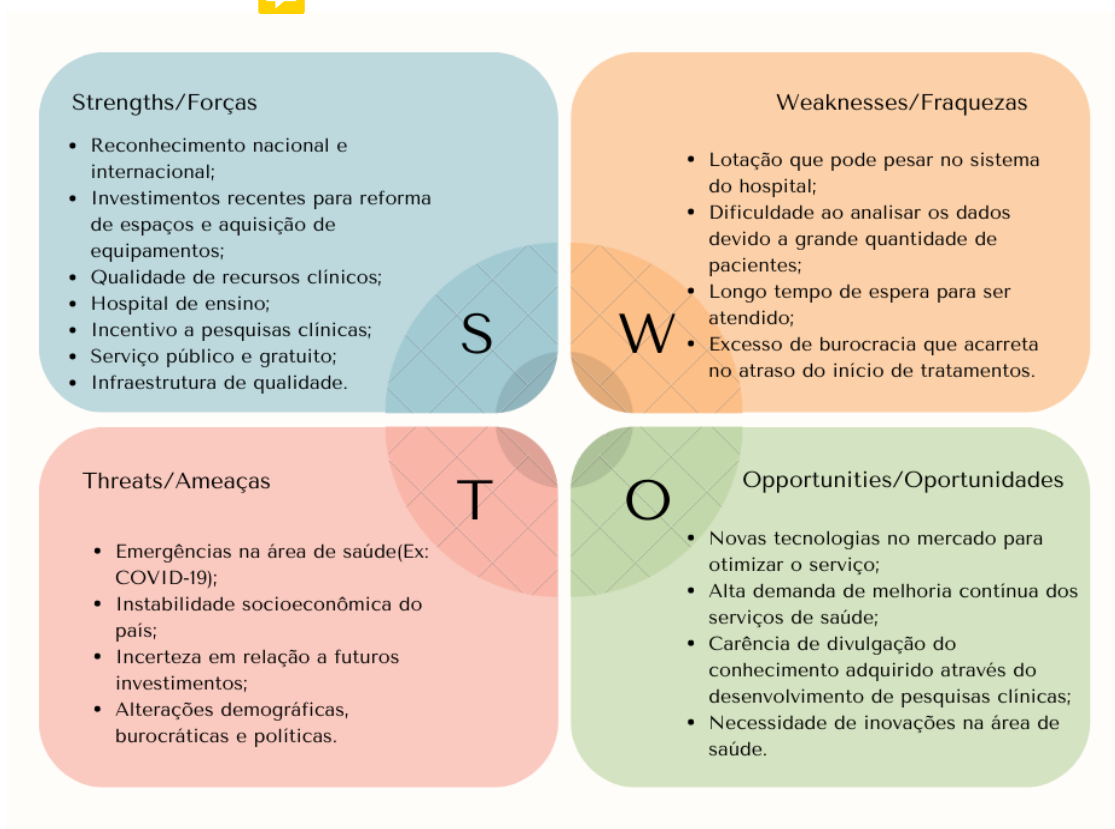 Strengths/Forças
• Reconhecimento nacional e
internacional;
• Investimentos recentes para reforma
de espaços e aquisição de
equipamentos;
• Qualidade de recursos clínicos;
• Hospital de ensino;
• Incentivo a pesquisas clínicas;
• Serviço público e gratuito;
• Infraestrutura de qualidade.
S
Weaknesses/Fraquezas
• Lotação que pode pesar no sistema
do hospital;
• Dificuldade ao analisar os dados
devido a grande quantidade de
pacientes;
• Longo tempo de espera para ser
atendido;
• Excesso de burocracia que acarreta
no atraso do início de tratamentos.
W
Threats/Ameaças
• Emergências na área de saúde(Ex:
COVID-19);
• Instabilidade socioeconômica do
país;
• Incerteza em relação a futuros
investimentos;
• Alterações demográficas,
burocráticas e políticas.
T
Opportunities/Oportunidades
• Novas tecnologias no mercado para
otimizar o serviço;
• Alta demanda de melhoria contínua dos
serviços de saúde;
• Carência de divulgação do
conhecimento adquirido através do
desenvolvimento de pesquisas clínicas;
• Necessidade de inovações na área de
saúde.
O